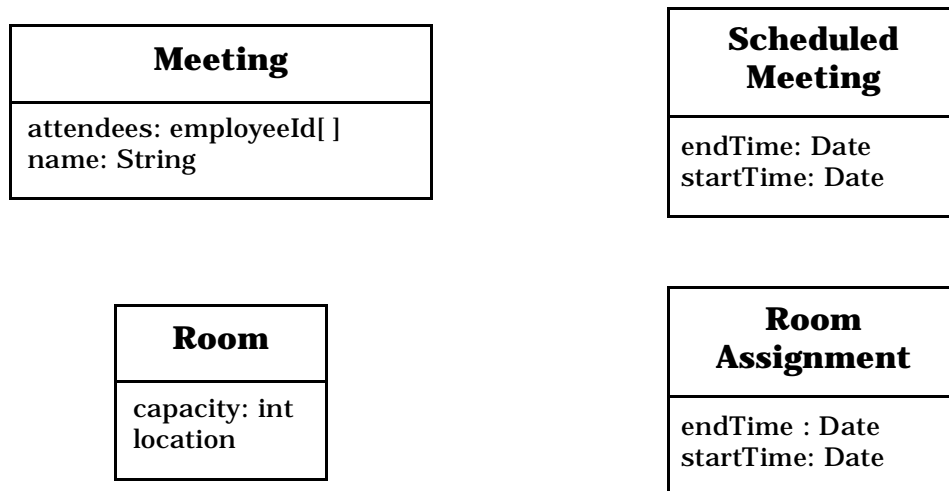 Meeting
attendees: employeeId[ ]
name: String
Scheduled
Meeting
endTime: Date
startTime: Date
Room
capacity: int
location
Room
Assignment
endTime : Date
startTime: Date